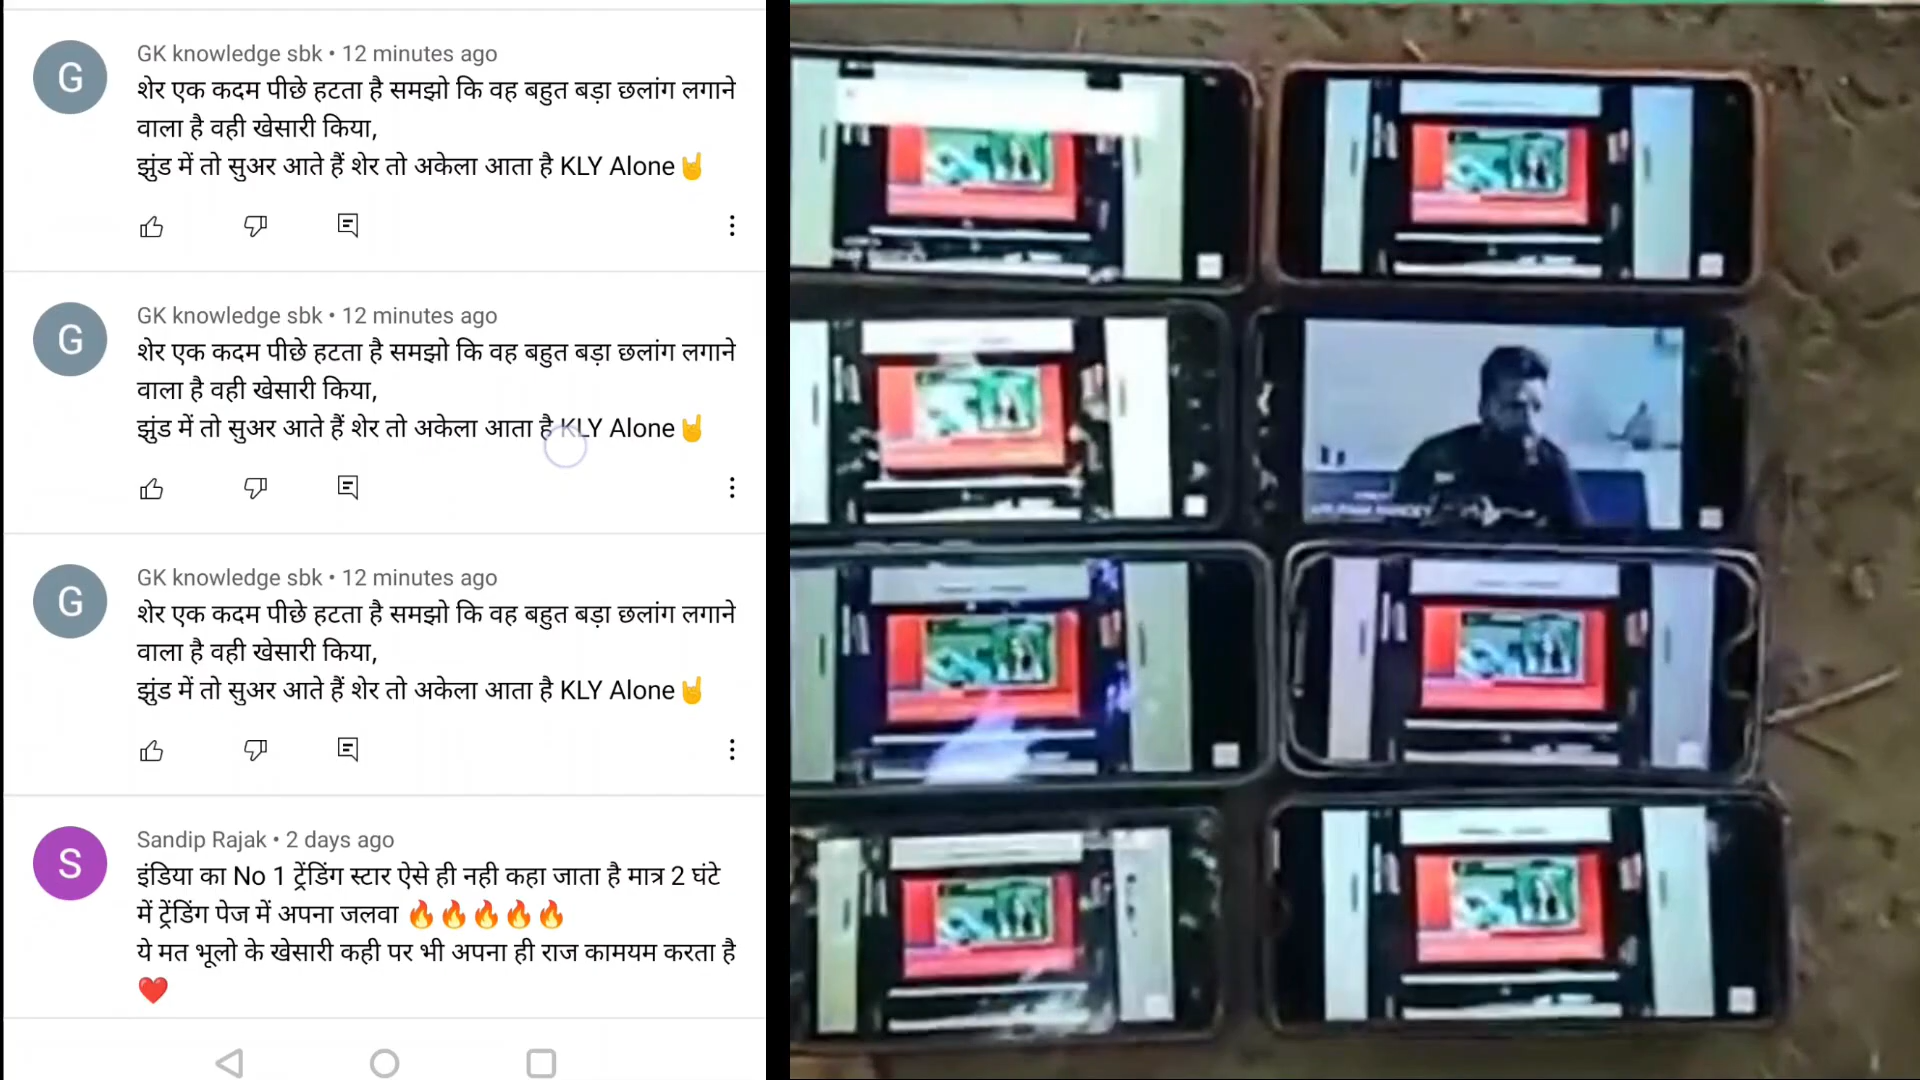 GK knowledge sbk • 12 minutes ago
शेर एक कदम पीछे हटता है समझो कि वह बहुत बड़ा छलांग लगाने
वाला है वही खेसारी किया,
झुंड में तो सुअर आते हैं शेर तो अकेला आता है KLY Alone🤘
GK knowledge sbk • 12 minutes ago
शेर एक कदम पीछे हटता है समझो कि वह बहुत बड़ा छलांग लगाने
वाला है वही खेसारी किया,
झुंड में तो सुअर आते हैं शेर तो अकेला आता है KLY Alone🤘
GK knowledge sbk • 12 minutes ago
शेर एक कदम पीछे हटता है समझो कि वह बहुत बड़ा छलांग लगाने
वाला है वही खेसारी किया,
झुंड में तो सुअर आते हैं शेर तो अकेला आता है KLY Alone🤘
Sandip Rajak • 2 days ago
इंडिया का No 1 ट्रेंडिंग स्टार ऐसे ही नही कहा जाता है मात्र 2 घंटे
में ट्रेंडिंग पेज में अपना जलवा 🔥🔥🔥🔥🔥
ये मत भूलो के खेसारी कही पर भी अपना ही राज कामयम करता है
❤️
G
G
G
S